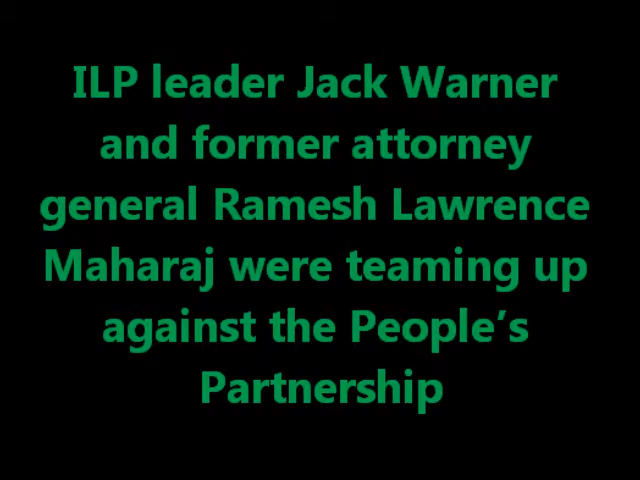 ILP leader Jack Warner
and former attorney
general Ramesh Lawrence
Maharaj were teaming up
against the People’s
Partnership